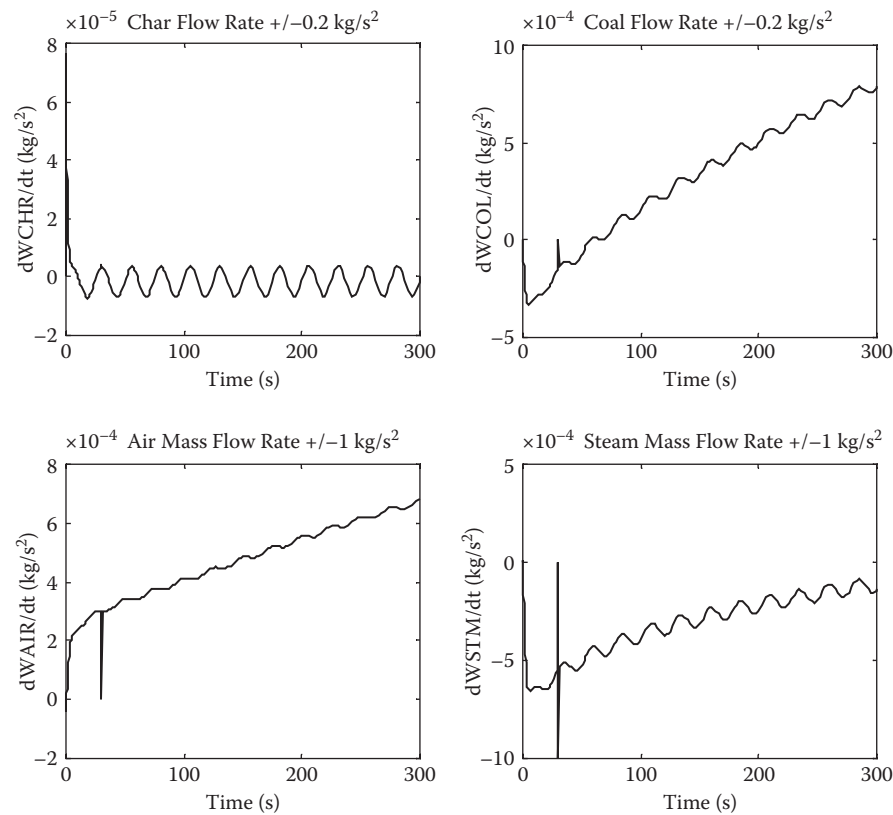 ×10⁻⁵ Char Flow Rate +/−0.2 kg/s²
8
6
4
2
0
−2
dWCHR/dt (kg/s²)
0 100 200 300
Time (s)
×10⁻⁴ Coal Flow Rate +/−0.2 kg/s²
10
5
0
−5
dWCOL/dt (kg/s²)
0 100 200 300
Time (s)
×10⁻⁴ Air Mass Flow Rate +/−1 kg/s²
8
6
4
2
0
−2
dWAIR/dt (kg/s²)
0 100 200 300
Time (s)
×10⁻⁴ Steam Mass Flow Rate +/−1 kg/s²
5
0
−5
−10
dWSTM/dt (kg/s²)
0 100 200 300
Time (s)